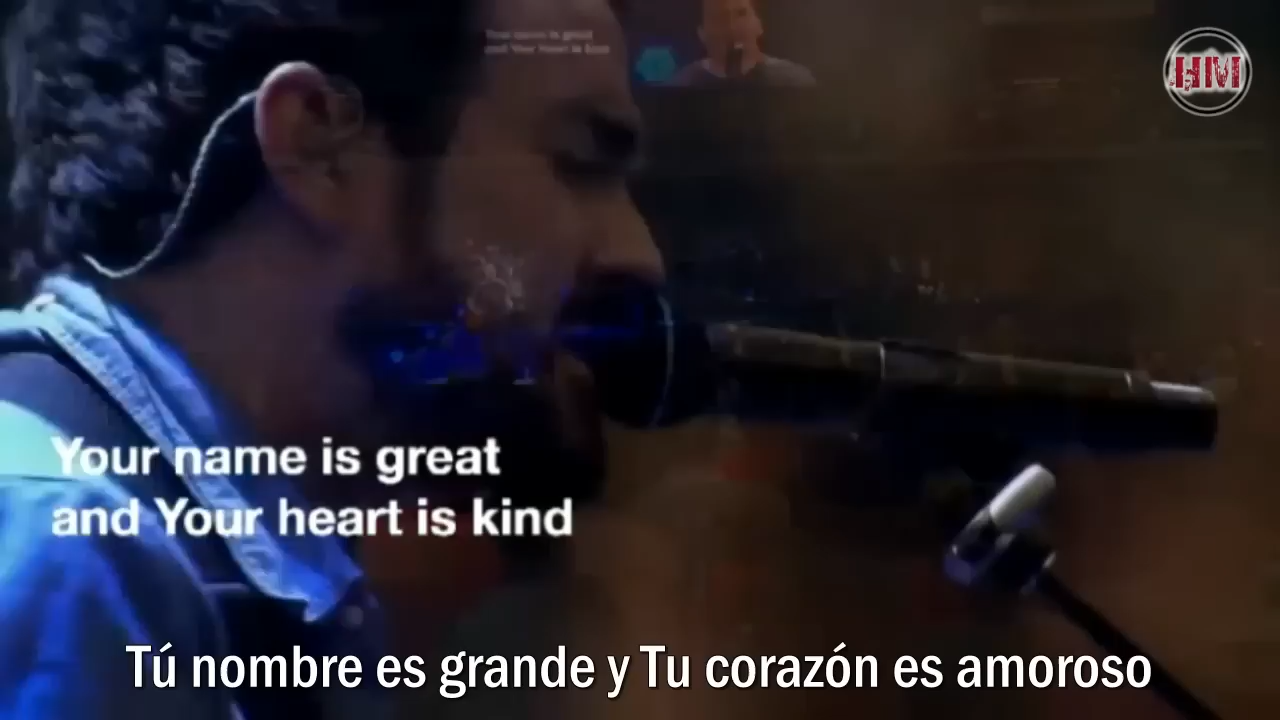 HM
Your name is great
and Your heart is kind
Tú nombre es grande y Tu corazón es amoroso